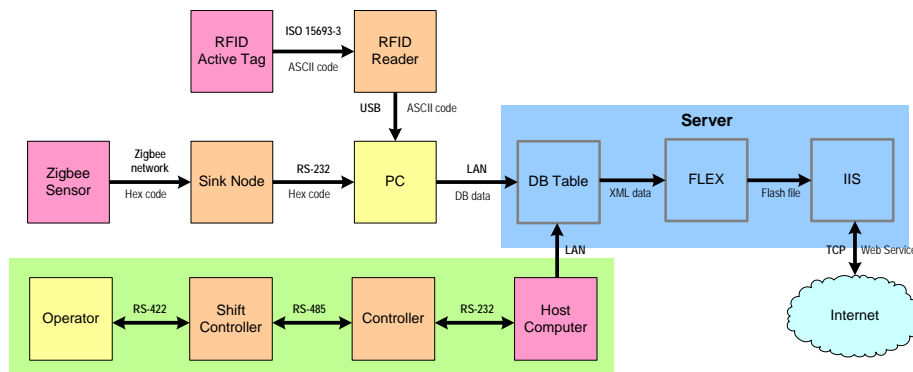 RFID
Active Tag
ISO 15693-3
ASCII code
RFID
Reader
USB
ASCII code
Server
Zigbee
Sensor
Zigbee
network
Hex code
Sink Node
RS-232
Hex code
PC
LAN
DB data
DB Table
XML data
FLEX
Flash file
IIS
LAN
TCP
Web Service
Operator
RS-422
Shift
Controller
RS-485
Controller
RS-232
Host
Computer
Internet